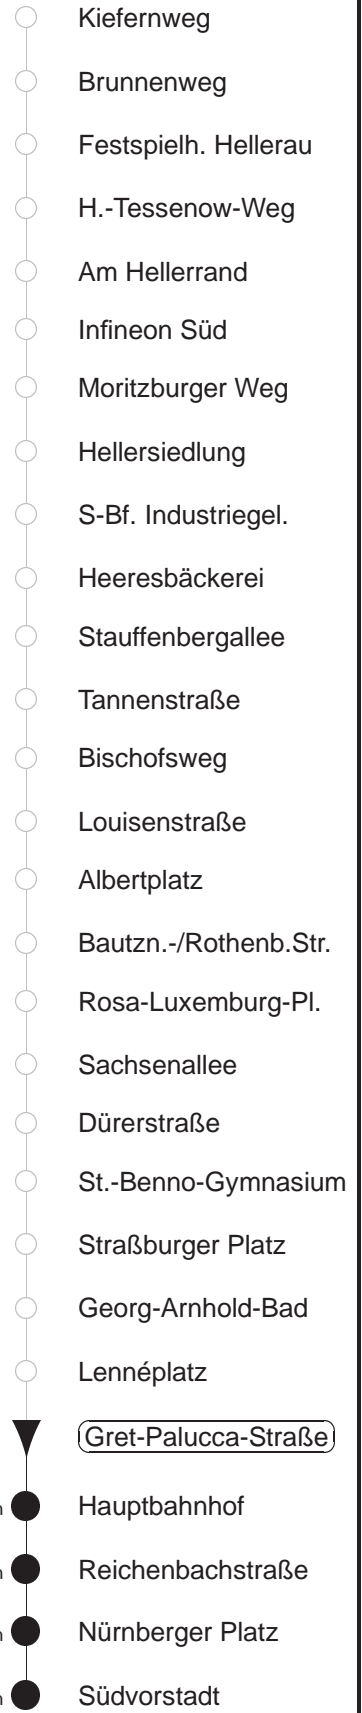 Kiefernweg
Brunnenweg
Festspielh. Hellerau
H.-Tessenow-Weg
Am Hellerrand
Infineon Süd
Moritzburger Weg
Hellersiedlung
S-Bf. Industriegel.
Heeresbäckerei
Stauffenbergallee
Tannenstraße
Bischofsweg
Louisenstraße
Albertplatz
Bautzn.-/Rothenb.Str.
Rosa-Luxemburg-Pl.
Sachsenallee
Dürerstraße
St.-Benno-Gymnasium
Straßburger Platz
Georg-Arnhold-Bad
Lennéplatz
Gret-Palucca-Straße
Hauptbahnhof
Reichenbachstraße
Nürnberger Platz
Südvorstadt